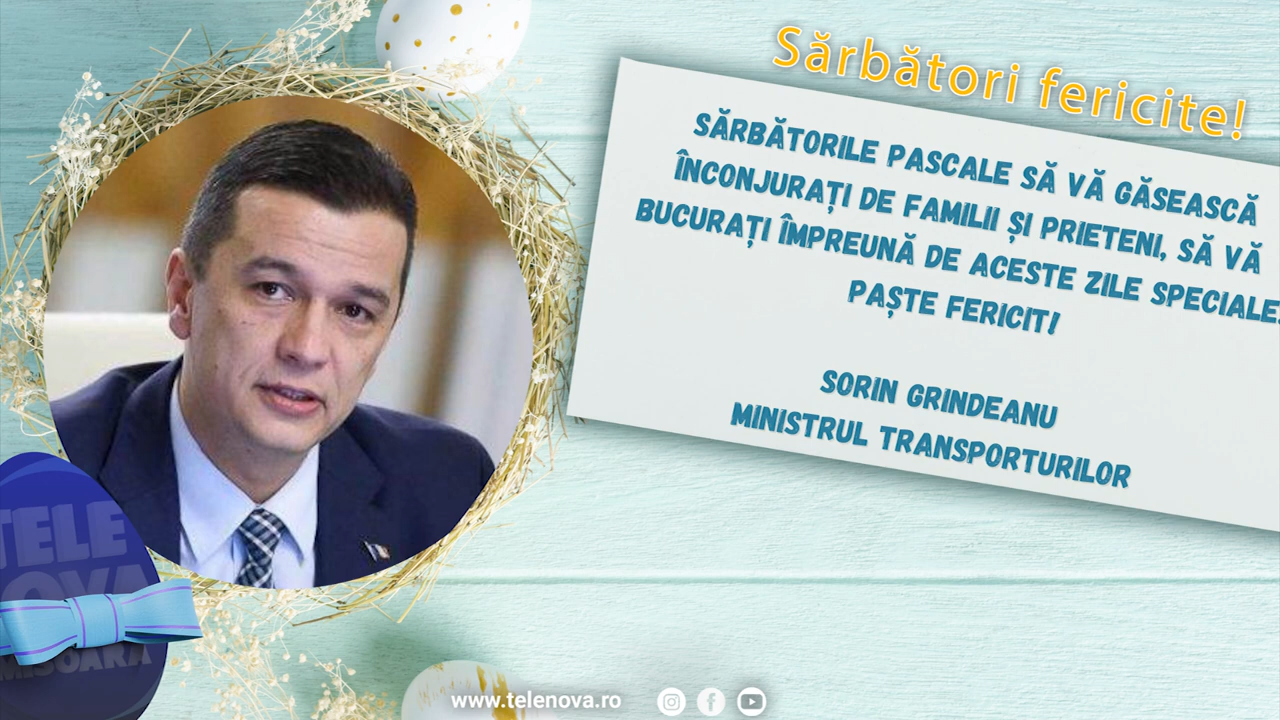 Sărbători fericite!
SĂRBĂTORILE PASCALE SĂ VĂ GĂSEASCĂ
ÎNCONJURAȚI DE FAMILII ȘI PRIETENI, SĂ VĂ
BUCURAȚI ÎMPREUNĂ DE ACESTE ZILE SPECIALE.
PAȘTE FERICIT!
SORIN GRINDEANU
MINISTRUL TRANSPORTURILOR
TELE
NOVA
www.telenova.ro